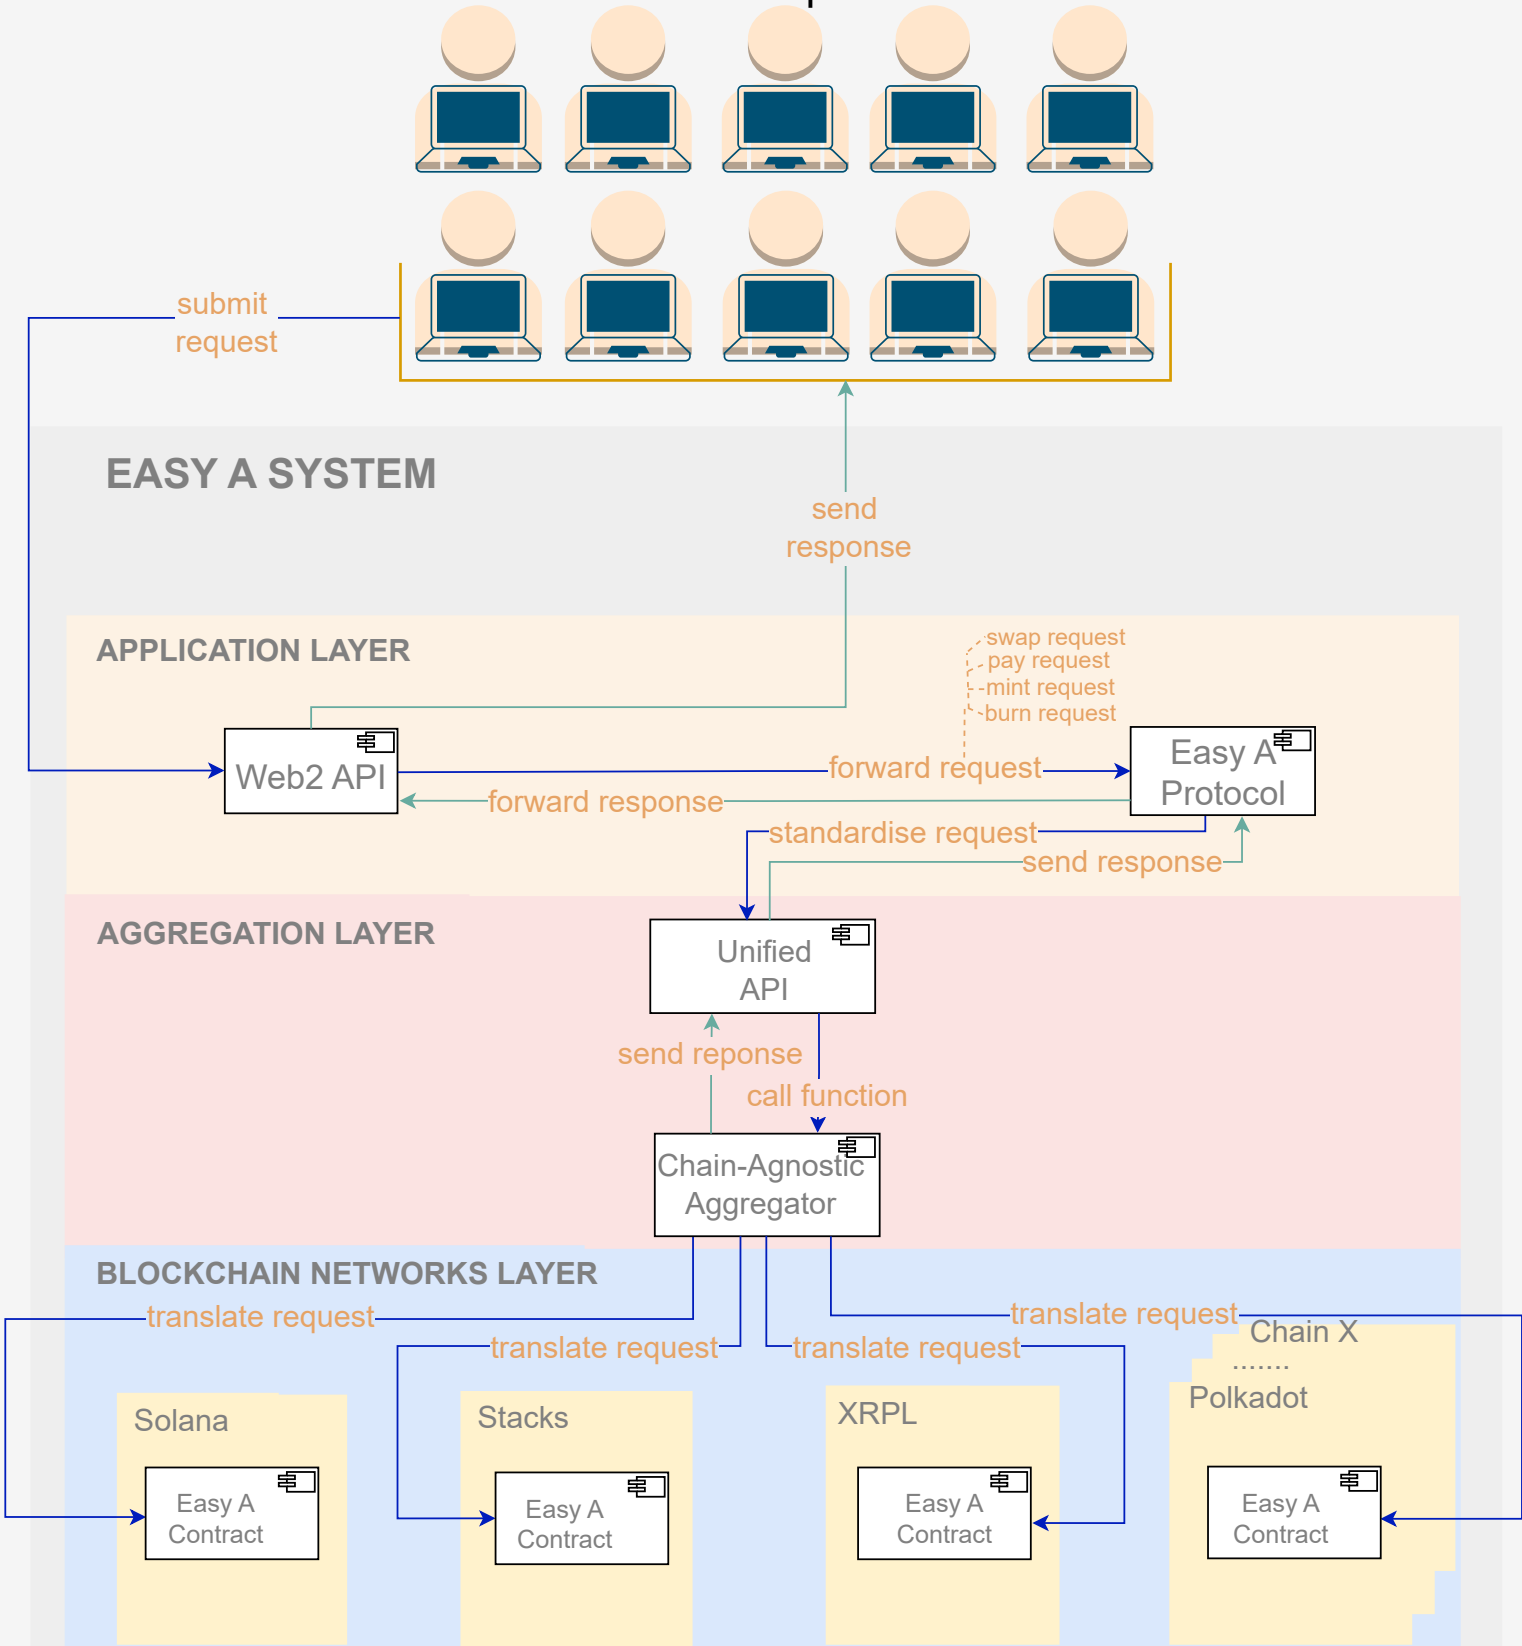 submit
request
EASY A SYSTEM
send
response
APPLICATION LAYER
swap request
pay request
mint request
burn request
Web2 API
forward request
Easy A
Protocol
forward response
standardise request
send response
AGGREGATION LAYER
Unified
API
send reponse
call function
Chain-Agnostic
Aggregator
BLOCKCHAIN NETWORKS LAYER
translate request
translate request
translate request
translate request
Chain X
.......
Polkadot
Solana
Stacks
XRPL
Easy A
Contract
Easy A
Contract
Easy A
Contract
Easy A
Contract